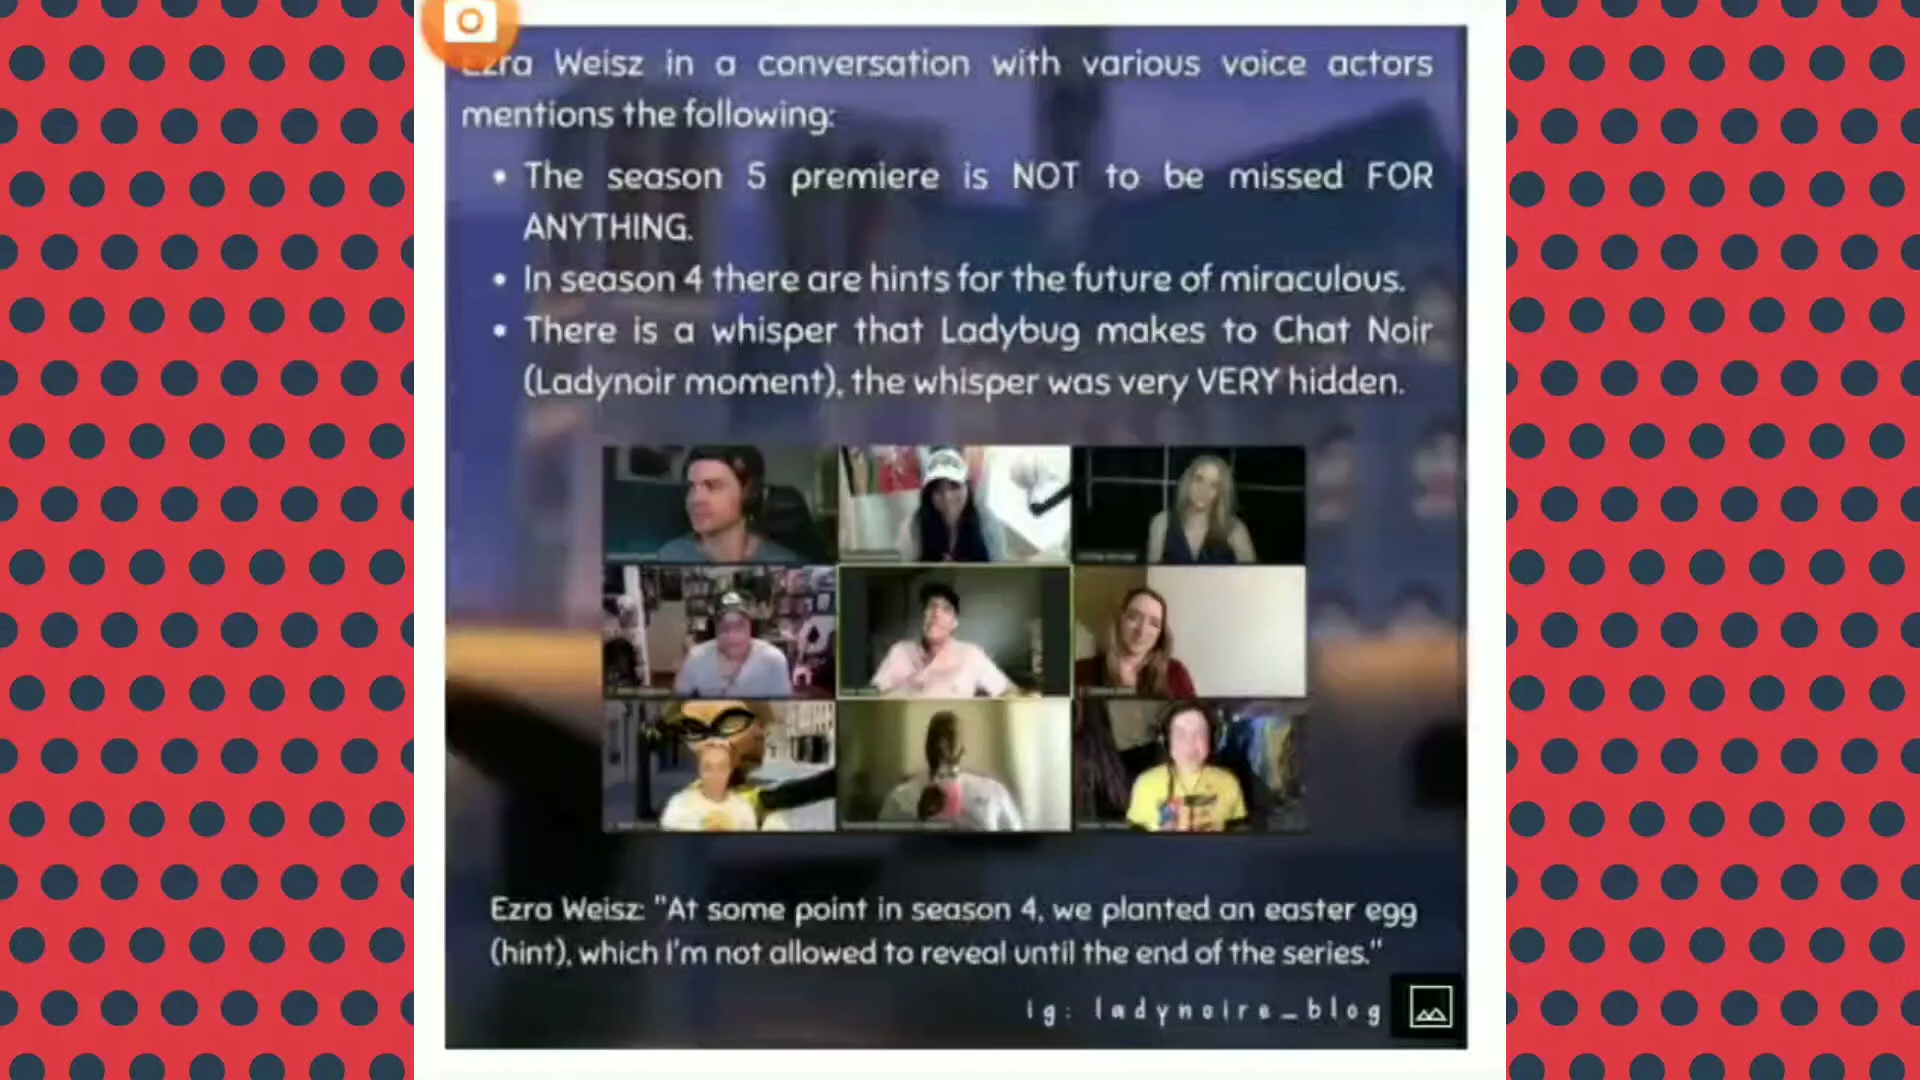 Ezra Weisz in a conversation with various voice actors
mentions the following:
• The season 5 premiere is NOT to be missed FOR
ANYTHING.
• In season 4 there are hints for the future of miraculous.
• There is a whisper that Ladybug makes to Chat Noir
(Ladynoir moment), the whisper was very VERY hidden.
Ezra Weisz: "At some point in season 4, we planted an easter egg
(hint), which I'm not allowed to reveal until the end of the series."
ig: ladynoire_blog